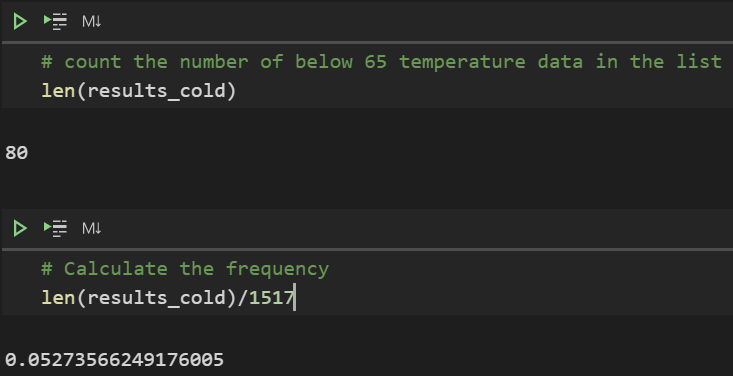 M↓
# count the number of below 65 temperature data in the list
len(results_cold)
80
M↓
# Calculate the frequency
len(results_cold)/1517
0.05273566249176005